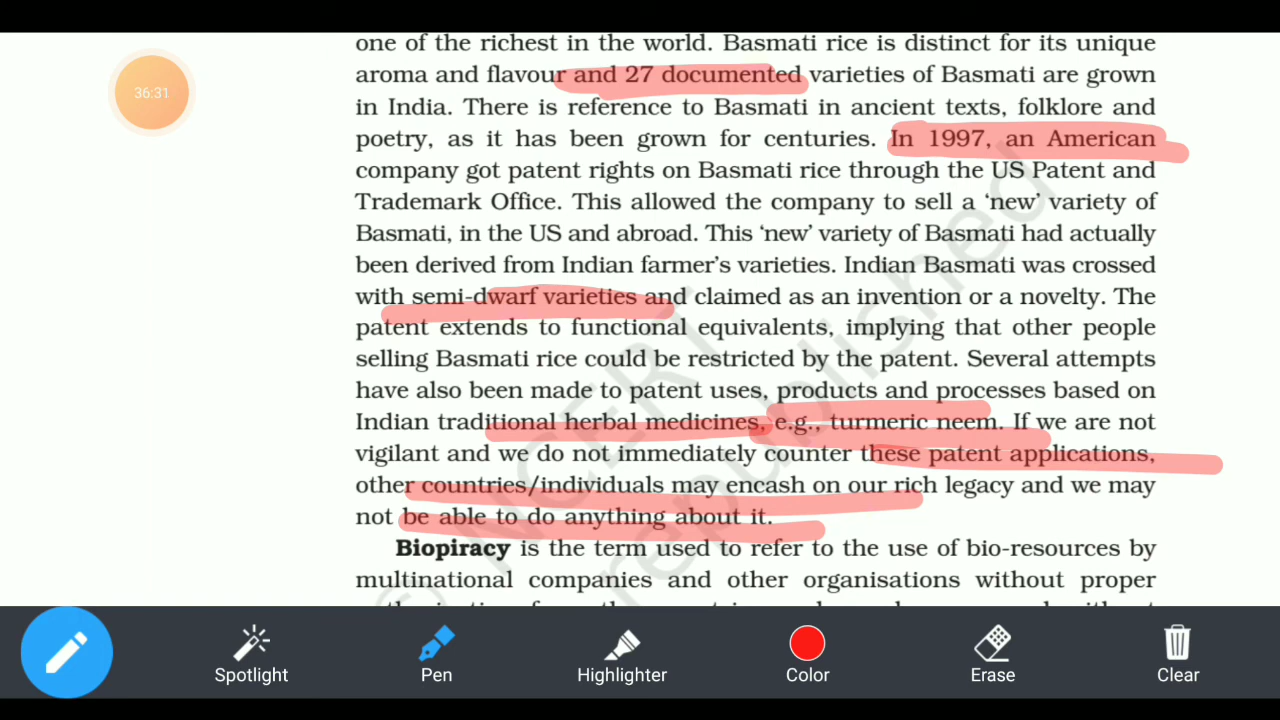 36:31
one of the richest in the world. Basmati rice is distinct for its unique
aroma and flavour and 27 documented varieties of Basmati are grown
in India. There is reference to Basmati in ancient texts, folklore and
poetry, as it has been grown for centuries. In 1997, an American
company got patent rights on Basmati rice through the US Patent and
Trademark Office. This allowed the company to sell a ‘new’ variety of
Basmati, in the US and abroad. This ‘new’ variety of Basmati had actually
been derived from Indian farmer’s varieties. Indian Basmati was crossed
with semi-dwarf varieties and claimed as an invention or a novelty. The
patent extends to functional equivalents, implying that other people
selling Basmati rice could be restricted by the patent. Several attempts
have also been made to patent uses, products and processes based on
Indian traditional herbal medicines, e.g., turmeric neem. If we are not
vigilant and we do not immediately counter these patent applications,
other countries/individuals may encash on our rich legacy and we may
not be able to do anything about it.
Biopiracy is the term used to refer to the use of bio-resources by
multinational companies and other organisations without proper
© NCERT
republished
Spotlight
Pen
Highlighter
Color
Erase
Clear